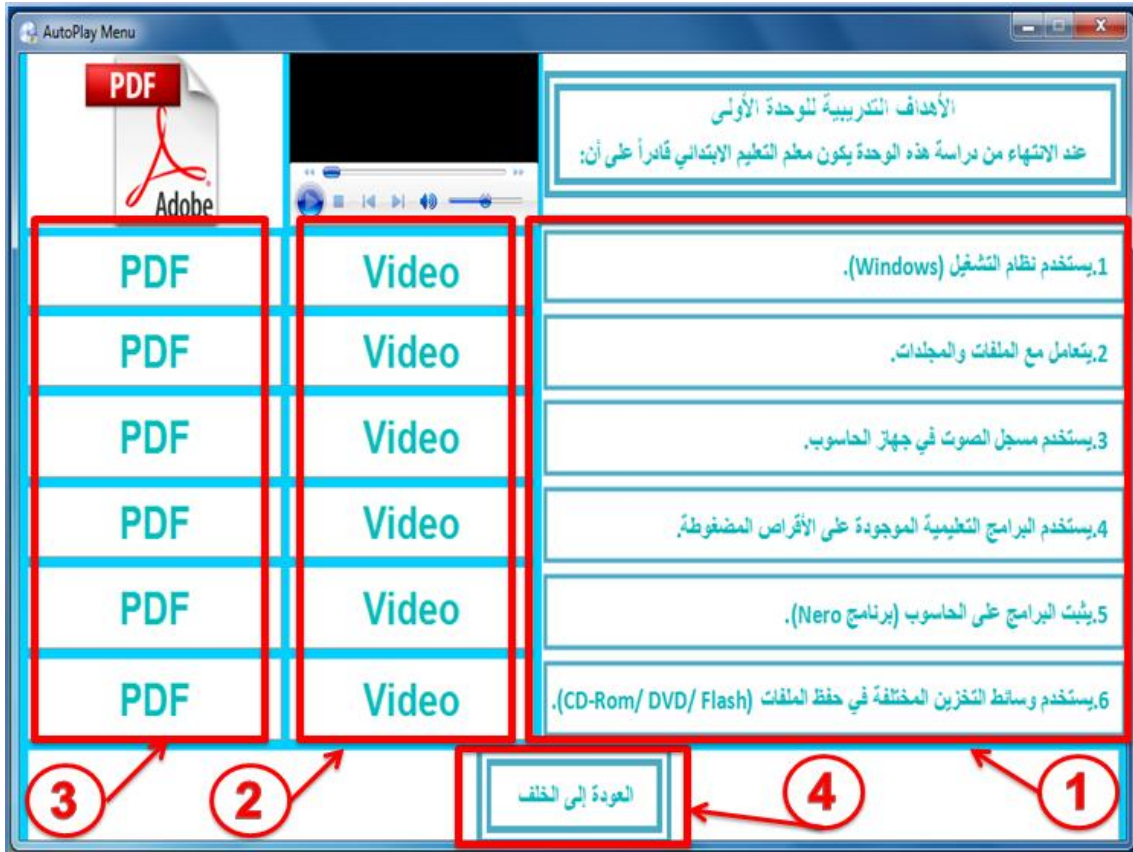 AutoPlay Menu
PDF
Adobe
الأهداف التدريبية للوحدة الأولى
عند الانتهاء من دراسة هذه الوحدة يكون معلم التعليم الابتدائي قادراً على أن:
1.يستخدم نظام التشغيل (Windows).
Video
PDF
2.يتعامل مع الملفات والمجلدات.
Video
PDF
3.يستخدم مسجل الصوت في جهاز الحاسوب.
Video
PDF
4.يستخدم البرامج التعليمية الموجودة على الأقراص المضغوطة.
Video
PDF
5.يثبت البرامج على الحاسوب (برنامج Nero).
Video
PDF
6.يستخدم وسائط التخزين المختلفة في حفظ الملفات (CD-Rom/ DVD/ Flash).
Video
PDF
العودة إلى الخلف
1
4
2
3